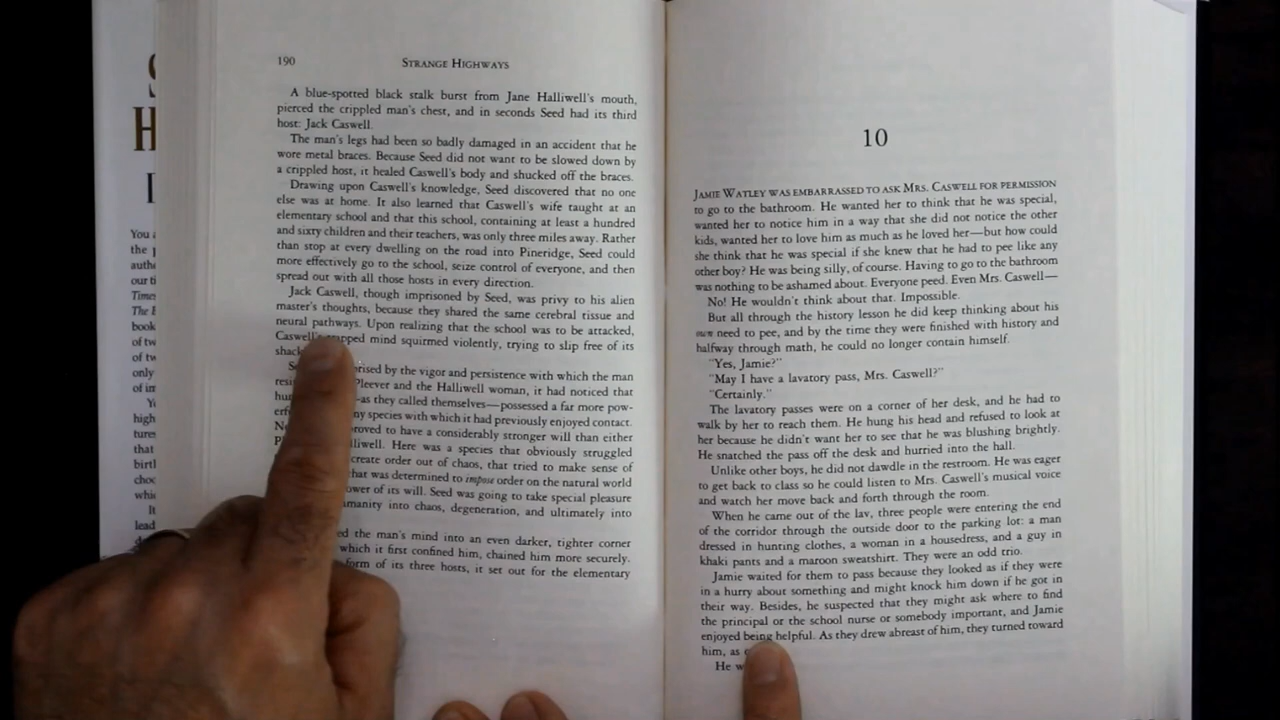 190
STRANGE HIGHWAYS
A blue-spotted black stalk burst from Jane Halliwell's mouth,
pierced the crippled man's chest, and in seconds Seed had its third
host: Jack Caswell.
The man's legs had been so badly damaged in an accident that he
wore metal braces. Because Seed did not want to be slowed down by
a crippled host, it healed Caswell's body and shucked off the braces.
Drawing upon Caswell's knowledge, Seed discovered that no one
else was at home. It also learned that Caswell's wife taught at an
elementary school and that this school, containing at least a hundred
and sixty children and their teachers, was only three miles away. Rather
than stop at every dwelling on the road into Pineridge, Seed could
more effectively go to the school, seize control of everyone, and then
spread out with all those hosts in every direction.
Jack Caswell, though imprisoned by Seed, was privy to his alien
master's thoughts, because they shared the same cerebral tissue and
neural pathways. Upon realizing that the school was to be attacked,
Caswell's mind squirmed violently, trying to slip free of its
by the vigor and persistence with which the man
Pleever and the Halliwell woman, it had noticed that
—as they called themselves—possessed a far more pow-
species with which it had previously enjoyed contact.
to have a considerably stronger will than either
Here was a species that obviously struggled
create order out of chaos, that tried to make sense of
that was determined to impose order on the natural world
of its will. Seed was going to take special pleasure
into chaos, degeneration, and ultimately into
the man's mind into an even darker, tighter corner
which it first confined him, chained him more securely.
form of its three hosts, it set out for the elementary
You
the
our
Times
The
book
of tw
of tw
only
of
high
that
lead
10
JAMIE WATLEY WAS EMBARRASSED TO ASK MRS. CASWELL FOR PERMISSION
to go to the bathroom. He wanted her to think that he was special,
wanted her to notice him in a way that she did not notice the other
kids, wanted her to love him as much as he loved her—but how could
she think that he was special if she knew that he had to pee like any
other boy? He was being silly, of course. Having to go to the bathroom
was nothing to be ashamed about. Everyone peed. Even Mrs. Caswell—
No! He wouldn't think about that. Impossible.
But all through the history lesson he did keep thinking about his
own need to pee, and by the time they were finished with history and
halfway through math, he could no longer contain himself.
"Yes, Jamie?"
"May I have a lavatory pass, Mrs. Caswell?"
"Certainly."
The lavatory passes were on a corner of her desk, and he had to
walk by her to reach them. He hung his head and refused to look at
her because he didn't want her to see that he was blushing brightly.
He snatched the pass off the desk and hurried into the hall.
Unlike other boys, he did not dawdle in the restroom. He was eager
to get back to class so he could listen to Mrs. Caswell's musical voice
and watch her move back and forth through the room.
When he came out of the lav, three people were entering the end
of the corridor through the outside door to the parking lot: a man
dressed in hunting clothes, a woman in a housedress, and a guy in
khaki pants and a maroon sweatshirt. They were an odd trio.
Jamie waited for them to pass because they looked as if they were
in a hurry about something and might knock him down if he got in
their way. Besides, he suspected that they might ask where to find
the principal or the school nurse or somebody important, and Jamie
enjoyed being helpful. As they drew abreast of him, they turned toward
him, as
He